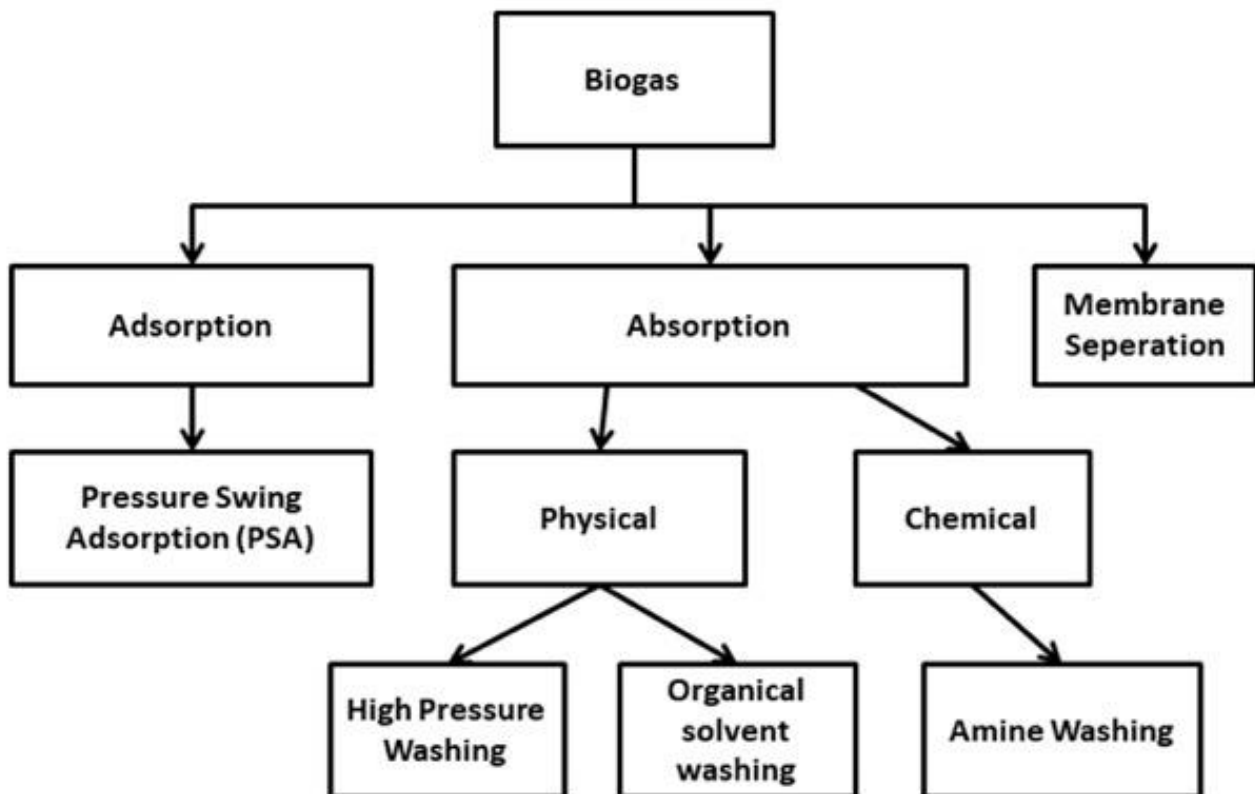 Biogas
Adsorption
Absorption
Membrane
Seperation
Pressure Swing
Adsorption (PSA)
Physical
Chemical
High Pressure
Washing
Organical
solvent
washing
Amine Washing